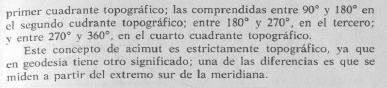 primer cuadrante topográfico; las comprendidas entre 90° y 180° en
el segundo cudrante topográfico; entre 180° y 270°, en el tercero;
y entre 270° y 360°, en el cuarto cuadrante topográfico.
Este concepto de acimut es estrictamente topográfico, ya que
en geodesia tiene otro significado; una de las diferencias es que se
miden a partir del extremo sur de la meridiana.